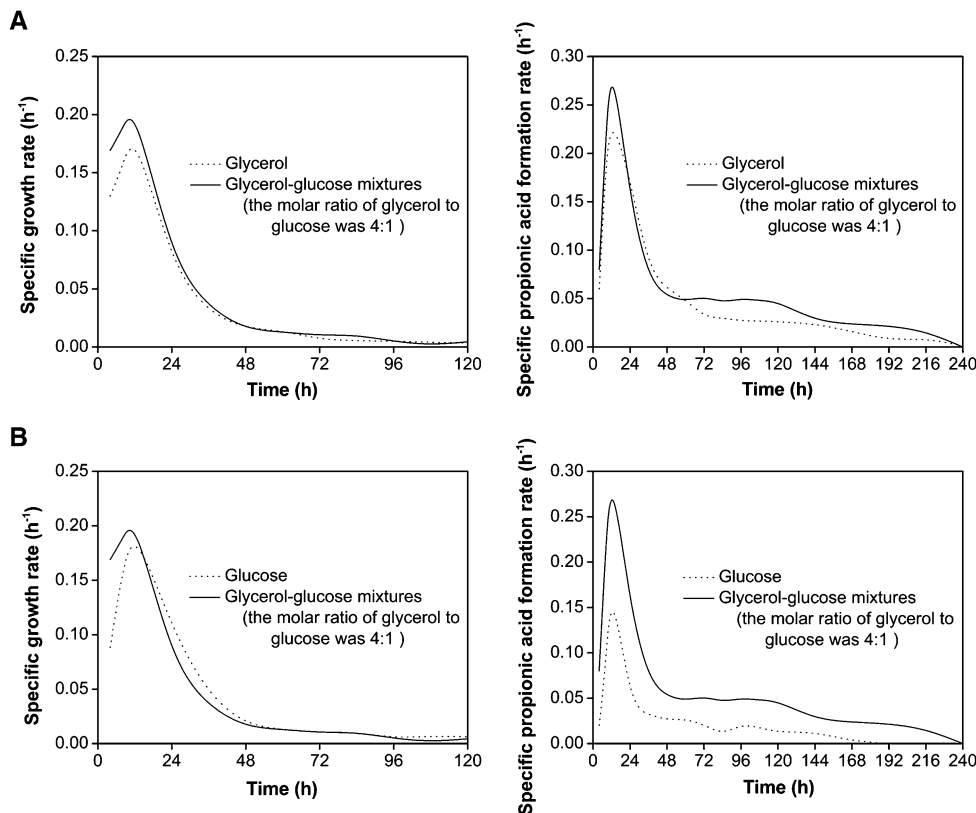 A
Specific growth rate (h⁻¹)
0.25
0.20
0.15
0.10
0.05
0.00
0 24 48 72 96 120
Time (h)
Glycerol
Glycerol-glucose mixtures
(the molar ratio of glycerol to
glucose was 4:1 )
Specific propionic acid formation rate (h⁻¹)
0.30
0.25
0.20
0.15
0.10
0.05
0.00
0 24 48 72 96 120 144 168 192 216 240
Time (h)
Glycerol
Glycerol-glucose mixtures
(the molar ratio of glycerol to
glucose was 4:1 )
B
Specific growth rate (h⁻¹)
0.25
0.20
0.15
0.10
0.05
0.00
0 24 48 72 96 120
Time (h)
Glucose
Glycerol-glucose mixtures
(the molar ratio of glycerol to
glucose was 4:1 )
Specific propionic acid formation rate (h⁻¹)
0.30
0.25
0.20
0.15
0.10
0.05
0.00
0 24 48 72 96 120 144 168 192 216 240
Time (h)
Glucose
Glycerol-glucose mixtures
(the molar ratio of glycerol to
glucose was 4:1 )